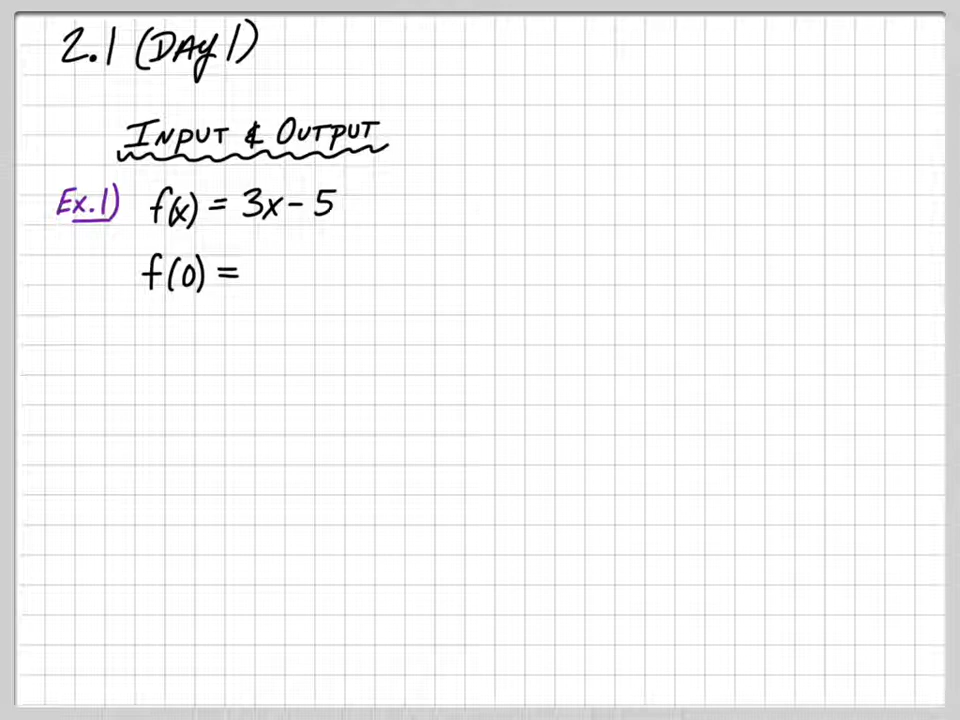 2.1 (DAY 1)
INPUT & OUTPUT
Ex.1) f(x) = 3x - 5
f(0) =